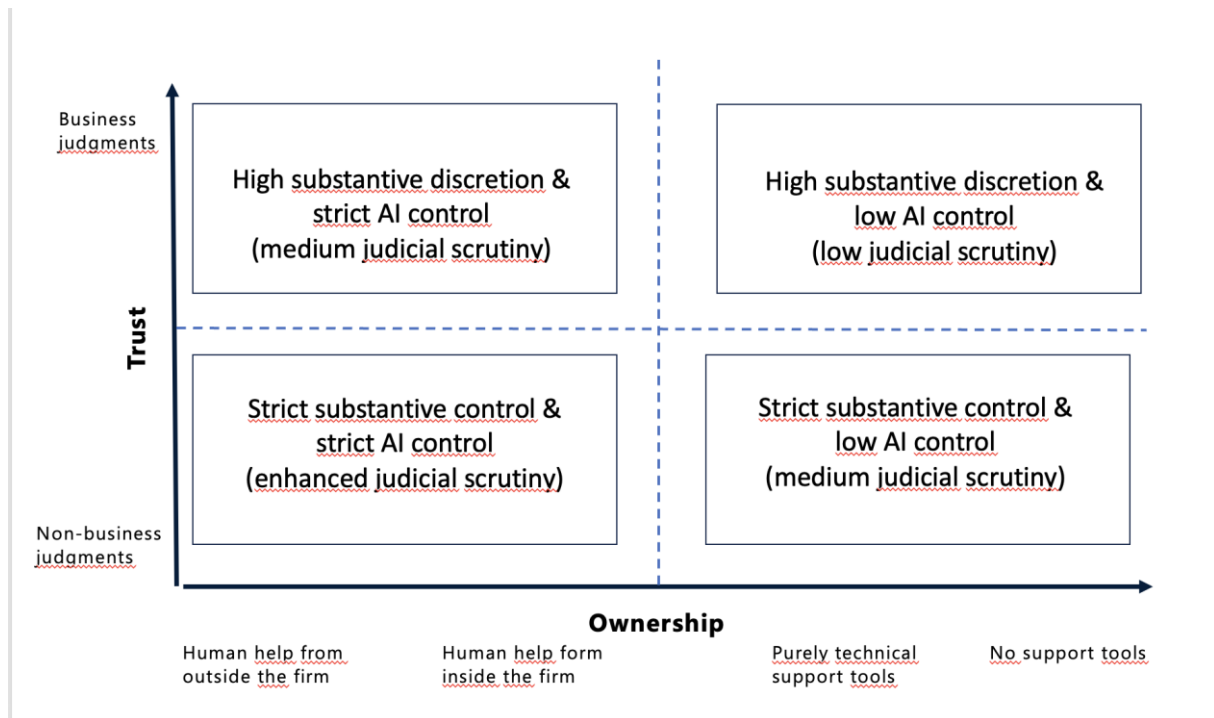 Business
judgments
High substantive discretion &
strict AI control
(medium judicial scrutiny)
High substantive discretion &
low AI control
(low judicial scrutiny)
Trust
Strict substantive control &
strict AI control
(enhanced judicial scrutiny)
Strict substantive control &
low AI control
(medium judicial scrutiny)
Non-business
judgments
Ownership
Human help from
outside the firm
Human help form
inside the firm
Purely technical
support tools
No support tools